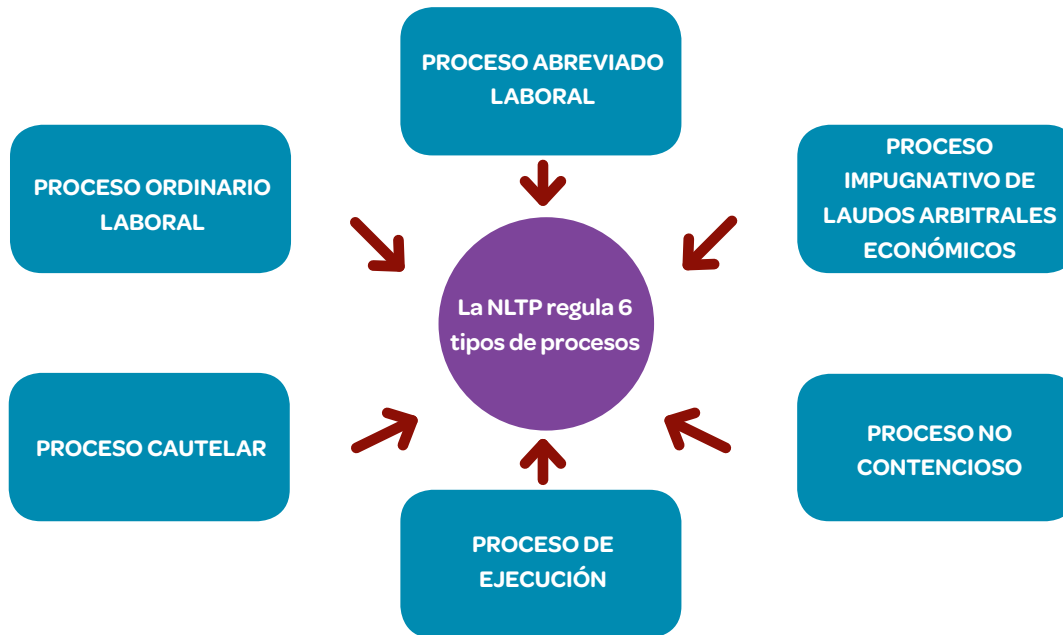 PROCESO ABREVIADO
LABORAL
PROCESO ORDINARIO
LABORAL
PROCESO
IMPUGNATIVO DE
LAUDOS ARBITRALES
ECONÓMICOS
La NLTP regula 6
tipos de procesos
PROCESO CAUTELAR
PROCESO NO
CONTENCIOSO
PROCESO DE
EJECUCIÓN